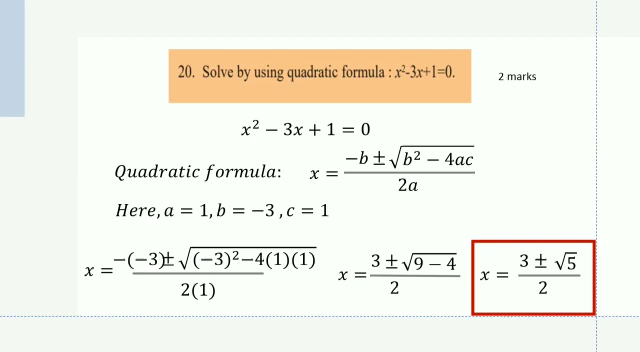 20. Solve by using quadratic formula : x²-3x+1=0.
2 marks
x² − 3x + 1 = 0
Quadratic formula: x = (−b ± √(b² − 4ac)) / 2a
Here, a = 1, b = −3 , c = 1
x = (−(−3)± √((−3)²−4(1)(1))) / 2(1) x = (3 ± √(9 − 4)) / 2 x = (3 ± √5) / 2